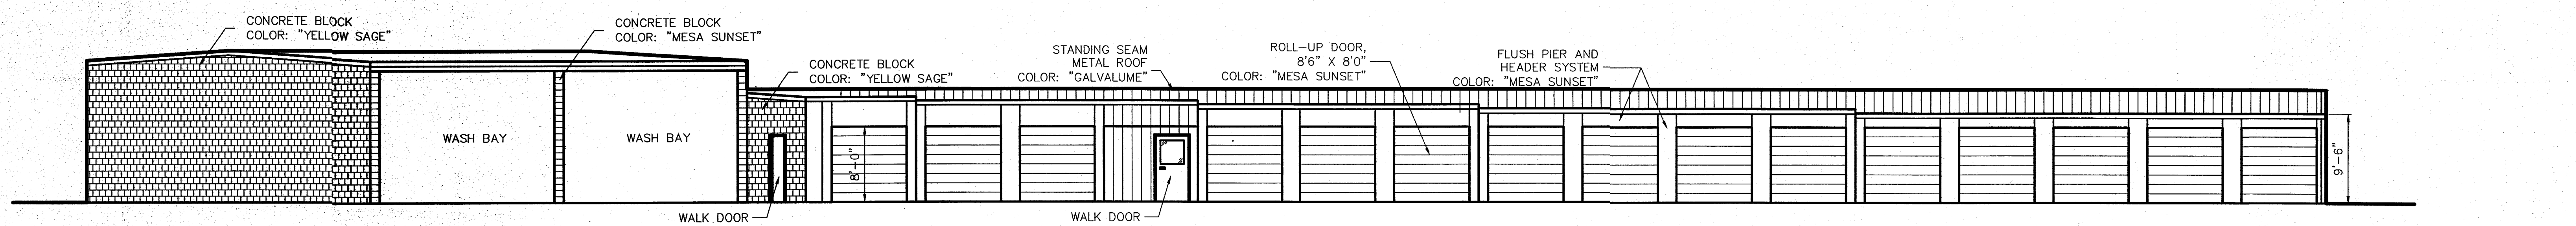 CONCRETE BLOCK
COLOR: "YELLOW SAGE"
CONCRETE BLOCK
COLOR: "MESA SUNSET"
CONCRETE BLOCK
COLOR: "YELLOW SAGE"
STANDING SEAM
METAL ROOF
COLOR: "GALVALUME"
ROLL-UP DOOR,
8'6" X 8'0"
COLOR: "MESA SUNSET"
FLUSH PIER AND
HEADER SYSTEM
COLOR: "MESA SUNSET"
WASH BAY
WASH BAY
8'-0"
9'-6"
WALK DOOR
WALK DOOR